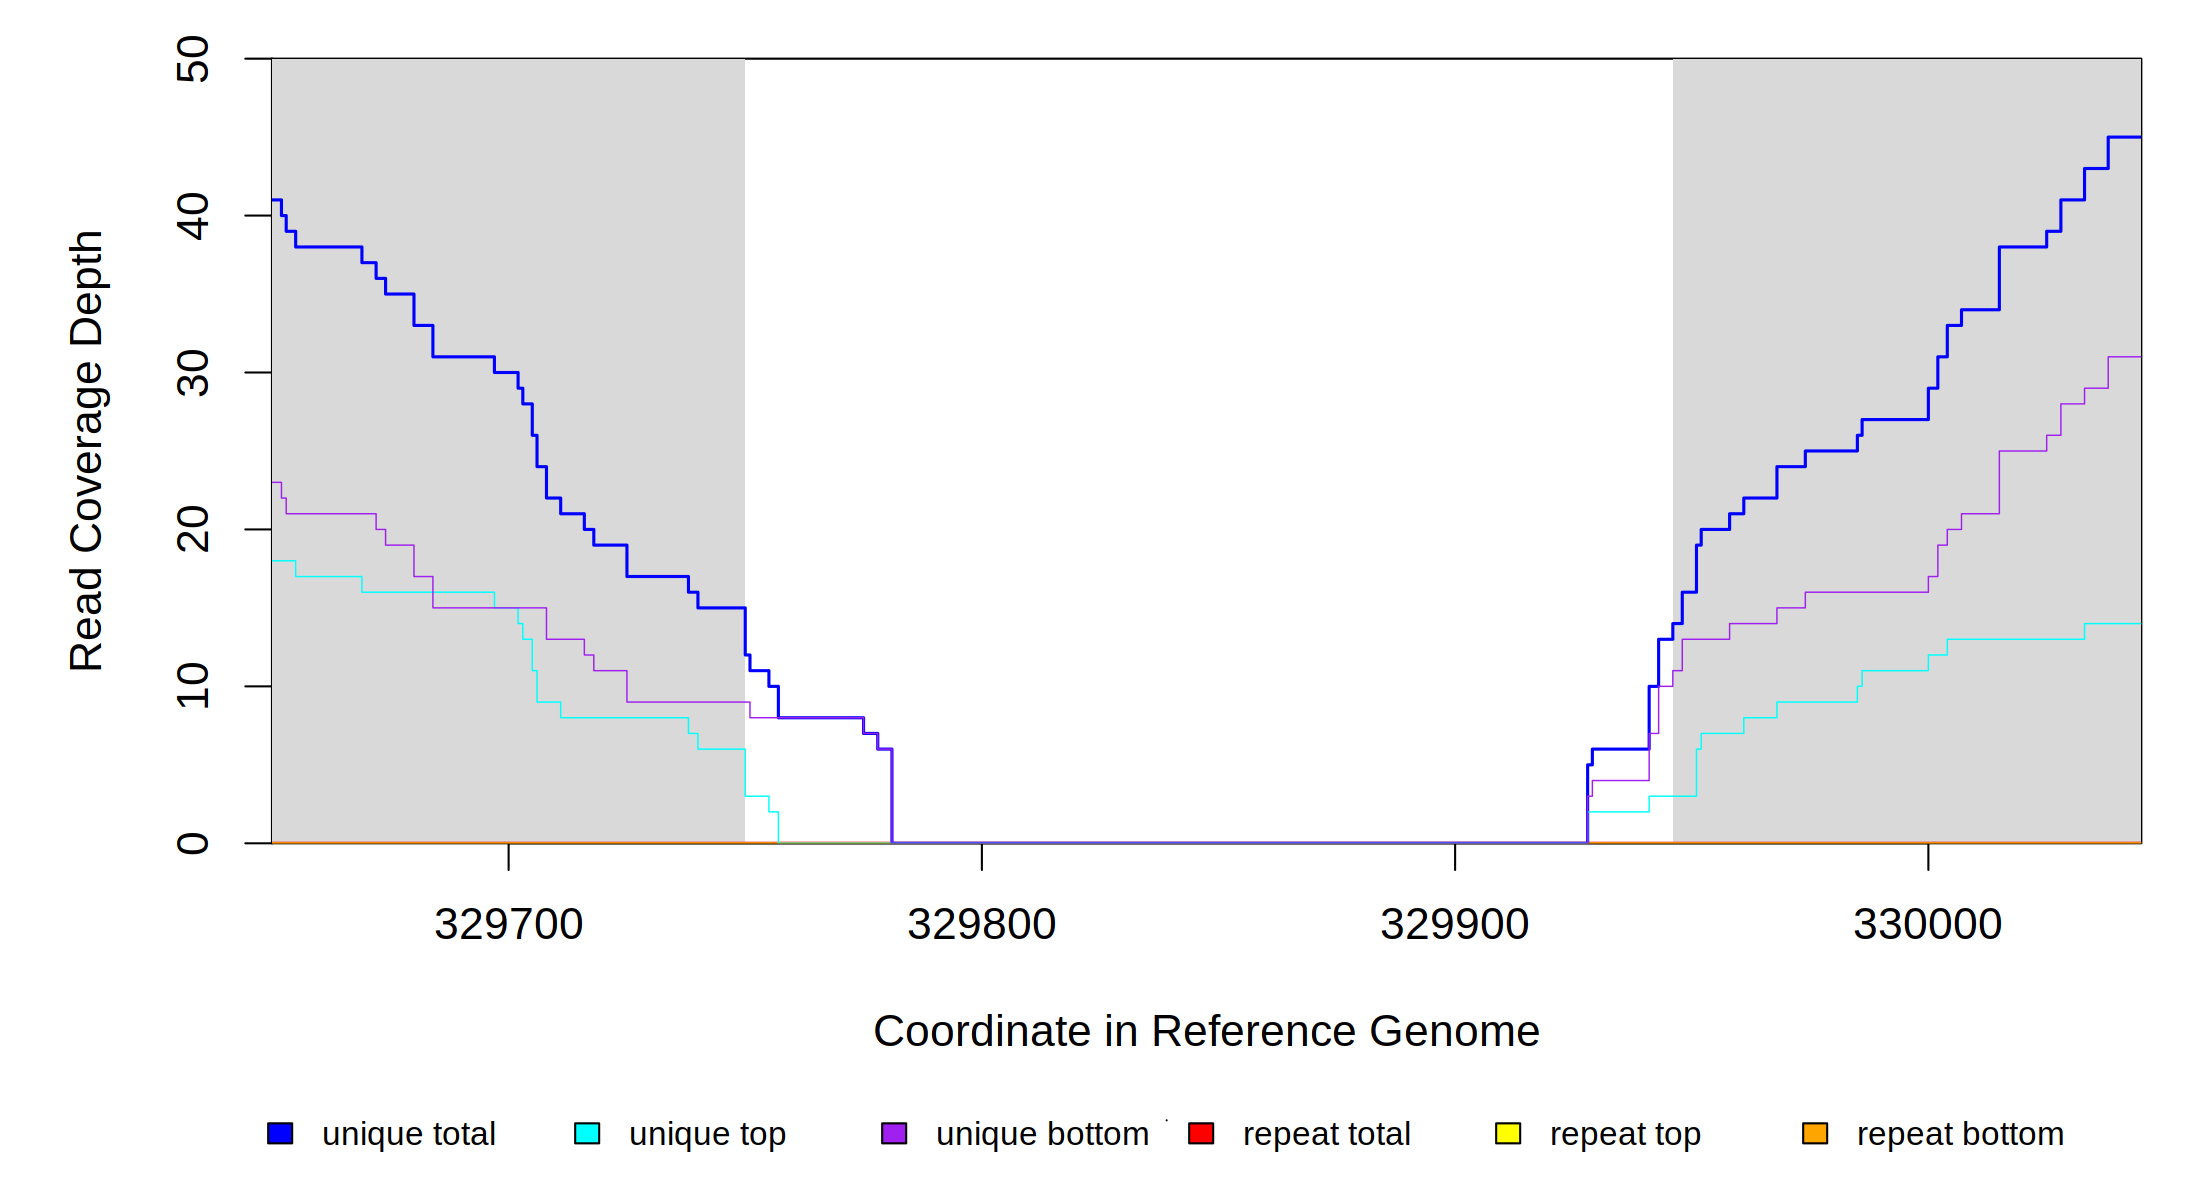 50
40
30
20
10
0
Read Coverage Depth
329700 329800 329900 330000
Coordinate in Reference Genome
unique total unique top unique bottom repeat total repeat top repeat bottom